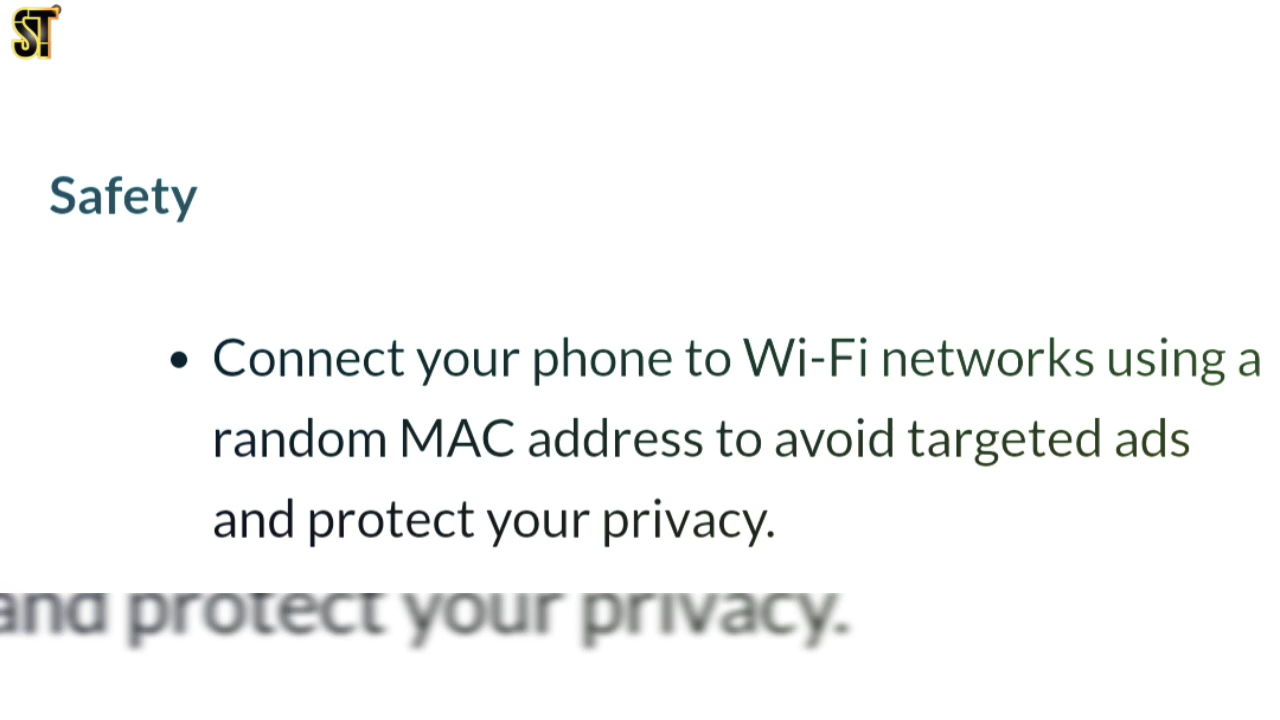 ST
Safety
• Connect your phone to Wi-Fi networks using a
random MAC address to avoid targeted ads
and protect your privacy.
and protect your privacy.